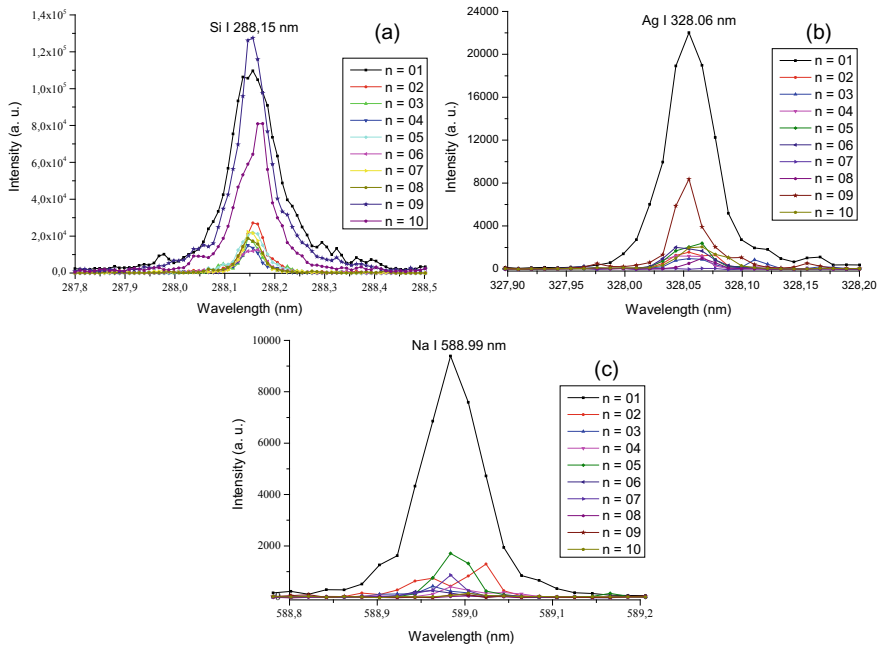 Si I 288,15 nm
(a)
1,4x10⁵
1,2x10⁵
1,0x10⁵
8,0x10⁴
6,0x10⁴
4,0x10⁴
2,0x10⁴
0,0
Intensity (a. u.)
n = 01
n = 02
n = 03
n = 04
n = 05
n = 06
n = 07
n = 08
n = 09
n = 10
287,8 287,9 288,0 288,1 288,2 288,3 288,4 288,5
Wavelength (nm)
Ag I 328.06 nm
(b)
22000
20000
16000
12000
8000
4000
0
Intensity (a. u.)
n = 01
n = 02
n = 03
n = 04
n = 05
n = 06
n = 07
n = 08
n = 09
n = 10
327,90 327,95 328,00 328,05 328,10 328,15 328,20
Wavelength (nm)
Na I 588.99 nm
(c)
10000
8000
6000
4000
2000
0
Intensity (a. u.)
n = 01
n = 02
n = 03
n = 04
n = 05
n = 06
n = 07
n = 08
n = 09
n = 10
588,8 588,9 589,0 589,1 589,2
Wavelength (nm)